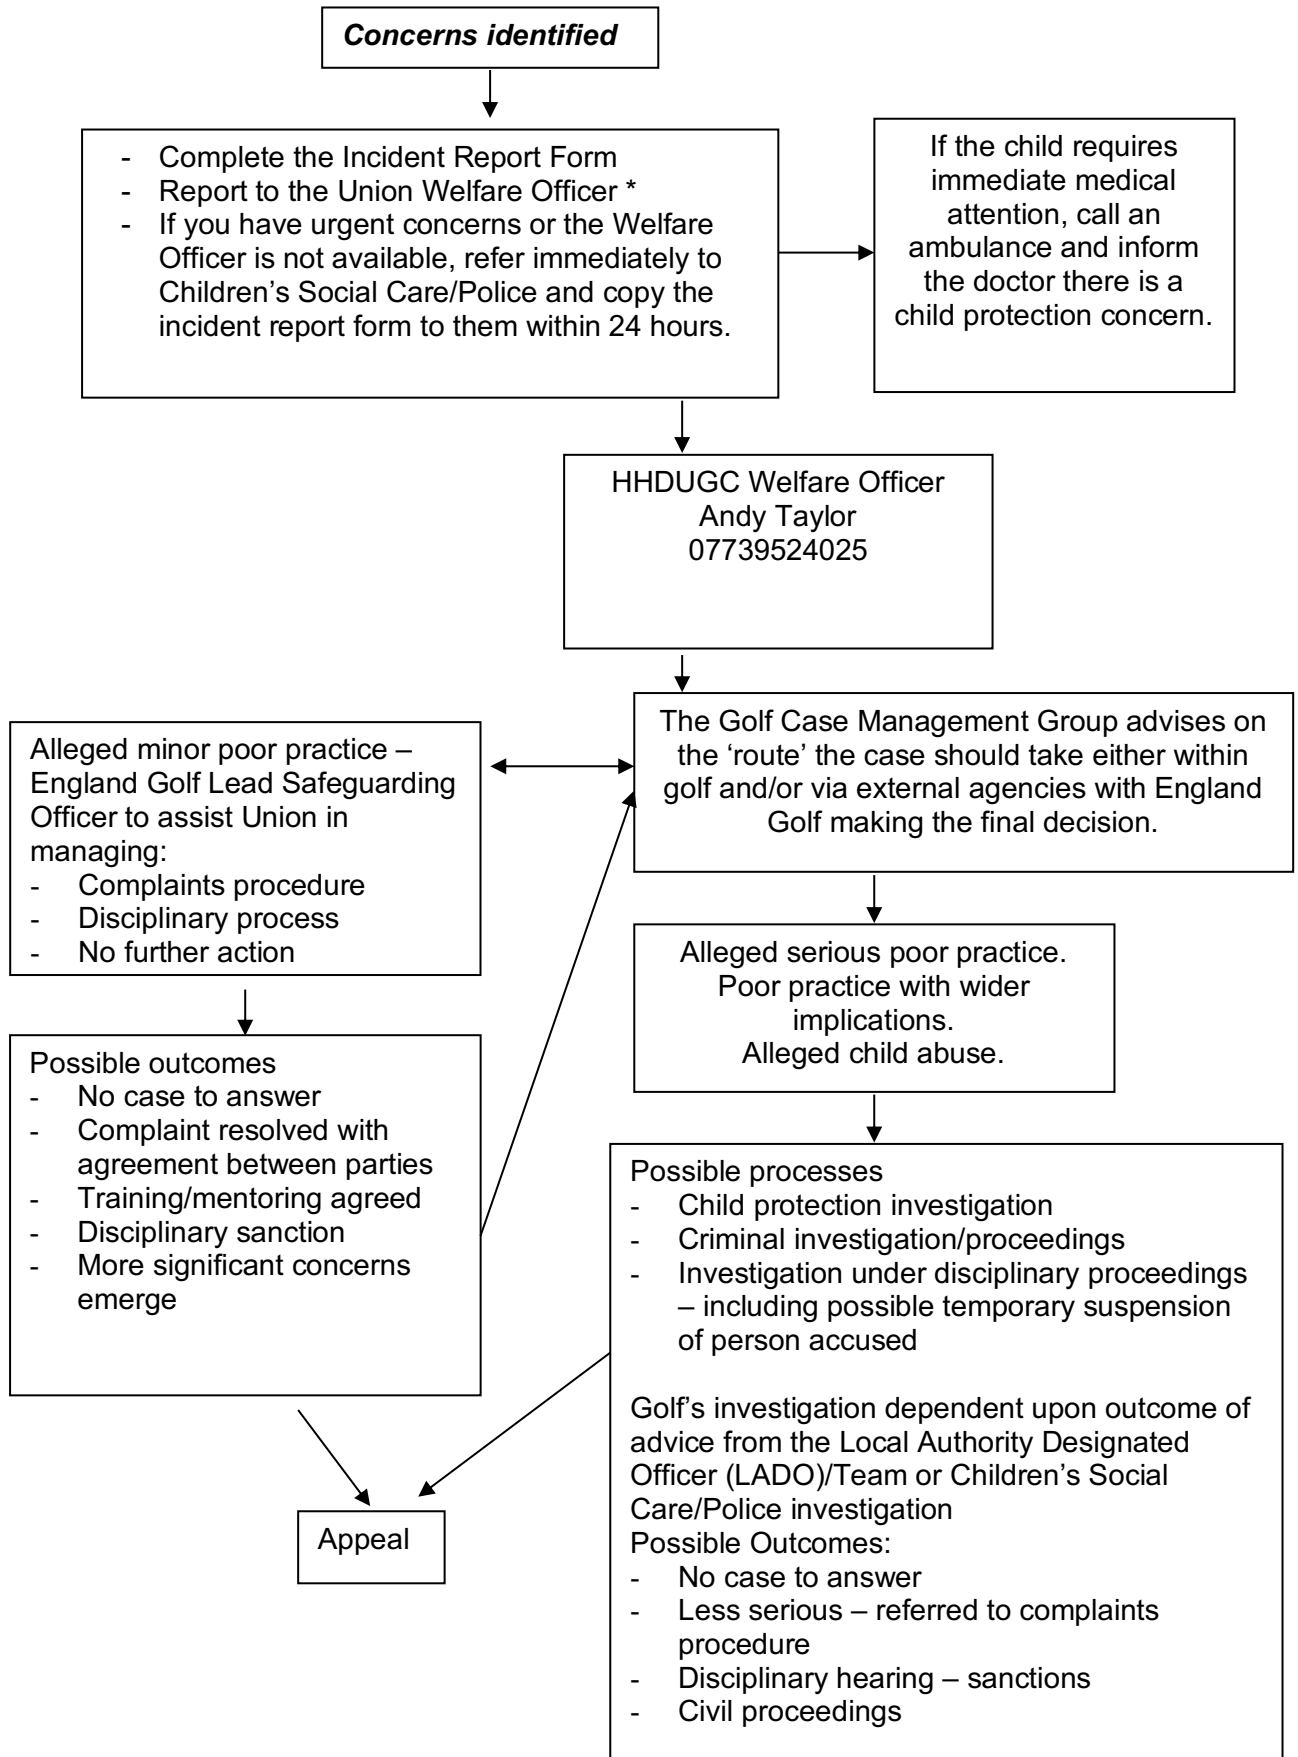 Concerns identified
- Complete the Incident Report Form
- Report to the Union Welfare Officer *
- If you have urgent concerns or the Welfare
Officer is not available, refer immediately to
Children’s Social Care/Police and copy the
incident report form to them within 24 hours.
If the child requires
immediate medical
attention, call an
ambulance and inform
the doctor there is a
child protection concern.
HHDUGC Welfare Officer
Andy Taylor
07739524025
The Golf Case Management Group advises on
the ‘route’ the case should take either within
golf and/or via external agencies with England
Golf making the final decision.
Alleged minor poor practice –
England Golf Lead Safeguarding
Officer to assist Union in
managing:
- Complaints procedure
- Disciplinary process
- No further action
Alleged serious poor practice.
Poor practice with wider
implications.
Alleged child abuse.
Possible outcomes
- No case to answer
- Complaint resolved with
agreement between parties
- Training/mentoring agreed
- Disciplinary sanction
- More significant concerns
emerge
Possible processes
- Child protection investigation
- Criminal investigation/proceedings
- Investigation under disciplinary proceedings
– including possible temporary suspension
of person accused
Golf’s investigation dependent upon outcome of
advice from the Local Authority Designated
Officer (LADO)/Team or Children’s Social
Care/Police investigation
Possible Outcomes:
- No case to answer
- Less serious – referred to complaints
procedure
- Disciplinary hearing – sanctions
- Civil proceedings
Appeal